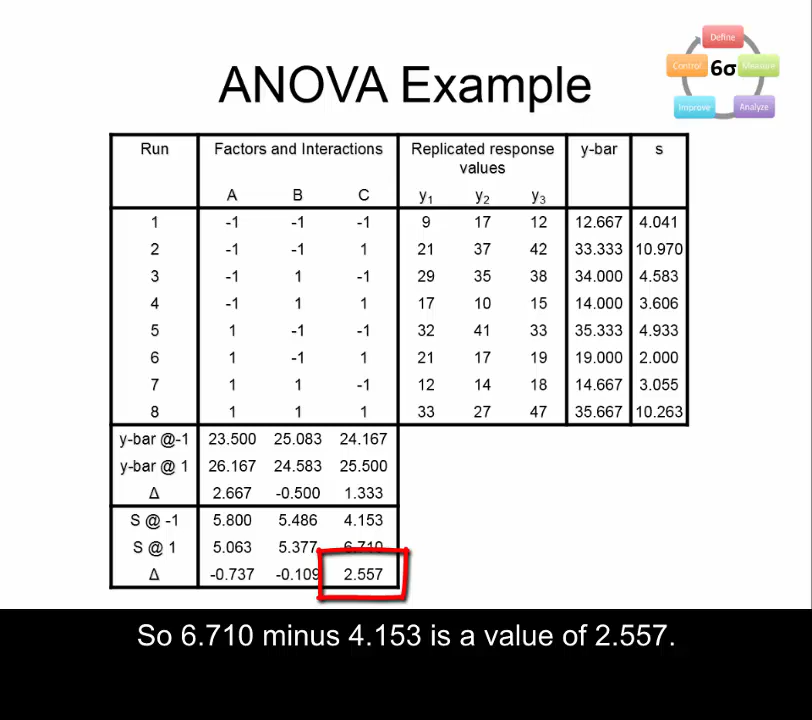 Define
Control 6σ Measure
Improve Analyze
ANOVA Example
Run Factors and Interactions Replicated response values y-bar s
A B C y1 y2 y3
1 -1 -1 -1 9 17 12 12.667 4.041
2 -1 -1 1 21 37 42 33.333 10.970
3 -1 1 -1 29 35 38 34.000 4.583
4 -1 1 1 17 10 15 14.000 3.606
5 1 -1 -1 32 41 33 35.333 4.933
6 1 -1 1 21 17 19 19.000 2.000
7 1 1 -1 12 14 18 14.667 3.055
8 1 1 1 33 27 47 35.667 10.263
y-bar @-1 23.500 25.083 24.167
y-bar @ 1 26.167 24.583 25.500
Δ 2.667 -0.500 1.333
S @ -1 5.800 5.486 4.153
S @ 1 5.063 5.377 6.710
Δ -0.737 -0.109 2.557
So 6.710 minus 4.153 is a value of 2.557.